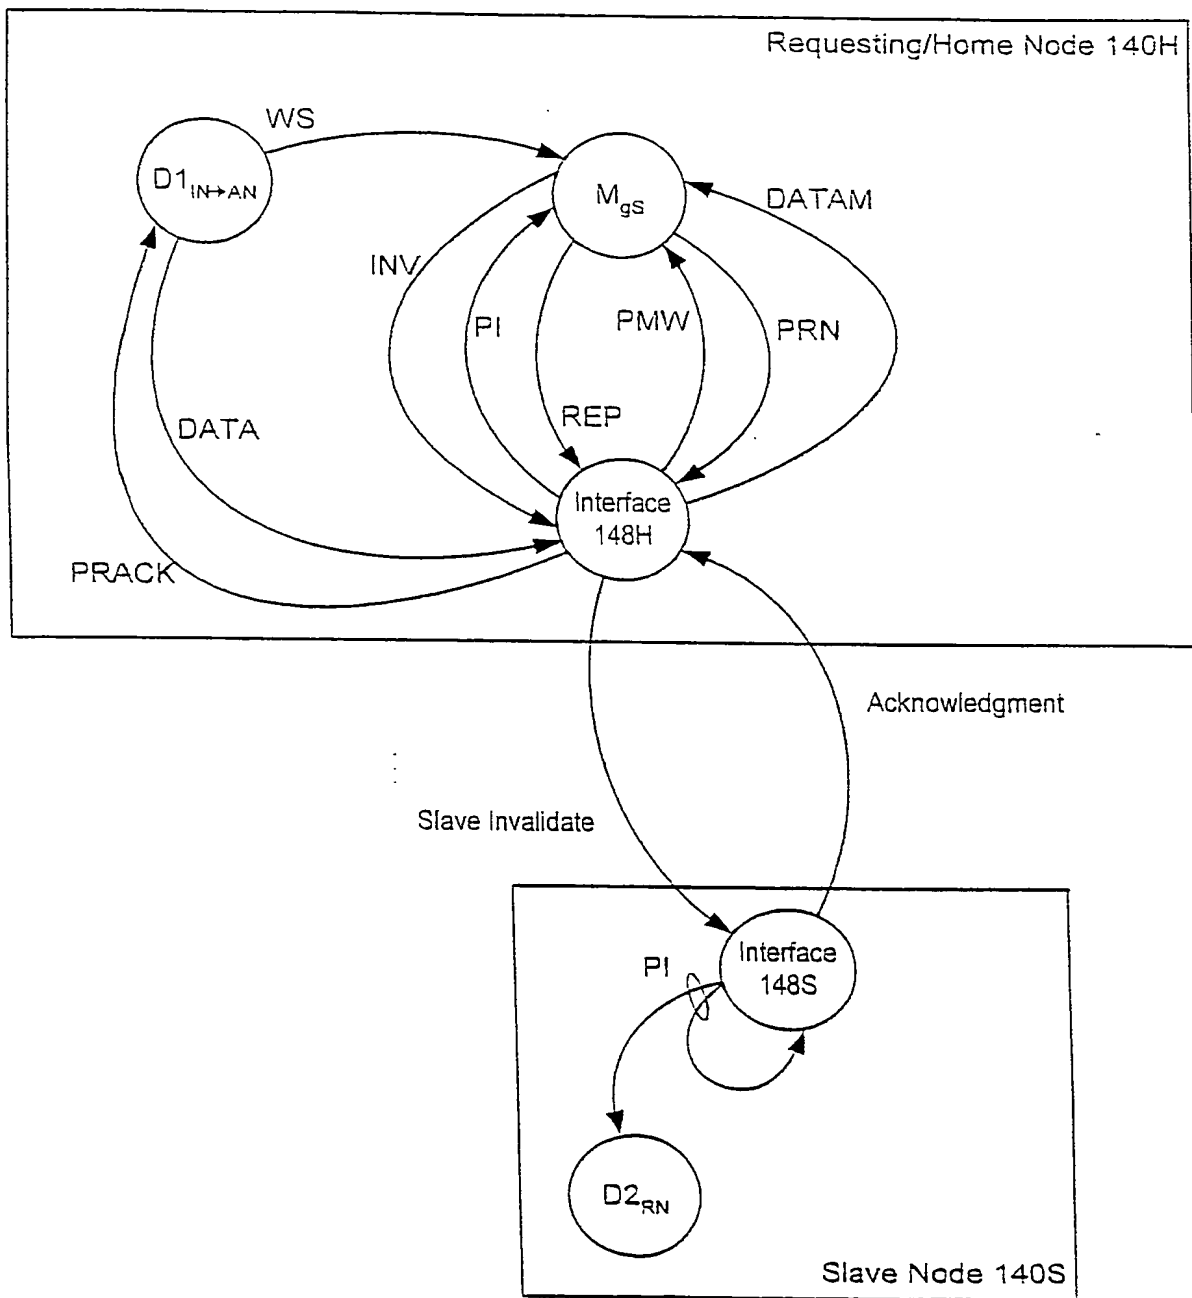 Requesting/Home Node 140H
WS
D1IN→AN
MgS
DATAM
INV
PI
PMW
PRN
REP
DATA
Interface
148H
PRACK
Acknowledgment
Slave Invalidate
Interface
148S
PI
D2RN
Slave Node 140S